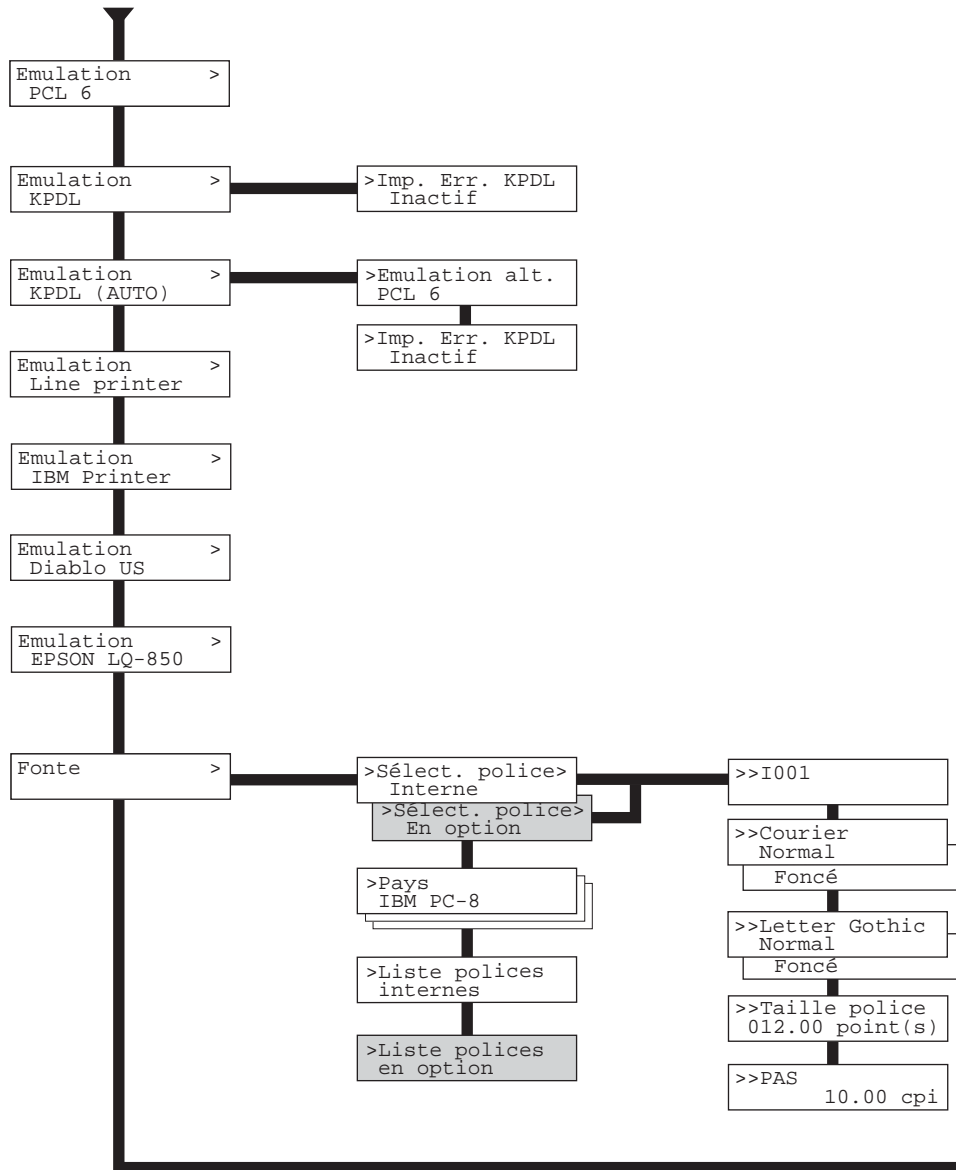 Emulation >
PCL 6
Emulation >
KPDL
>Imp. Err. KPDL
Inactif
Emulation >
KPDL (AUTO)
>Emulation alt.
PCL 6
>Imp. Err. KPDL
Inactif
Emulation >
Line printer
Emulation >
IBM Printer
Emulation >
Diablo US
Emulation >
EPSON LQ-850
Fonte >
>Sélect. police>
Interne
>Sélect. police>
En option
>Pays
IBM PC-8
>Liste polices
internes
>Liste polices
en option
>>I001
>>Courier
Normal
Foncé
>>Letter Gothic
Normal
Foncé
>>Taille police
012.00 point(s)
>>PAS
10.00 cpi